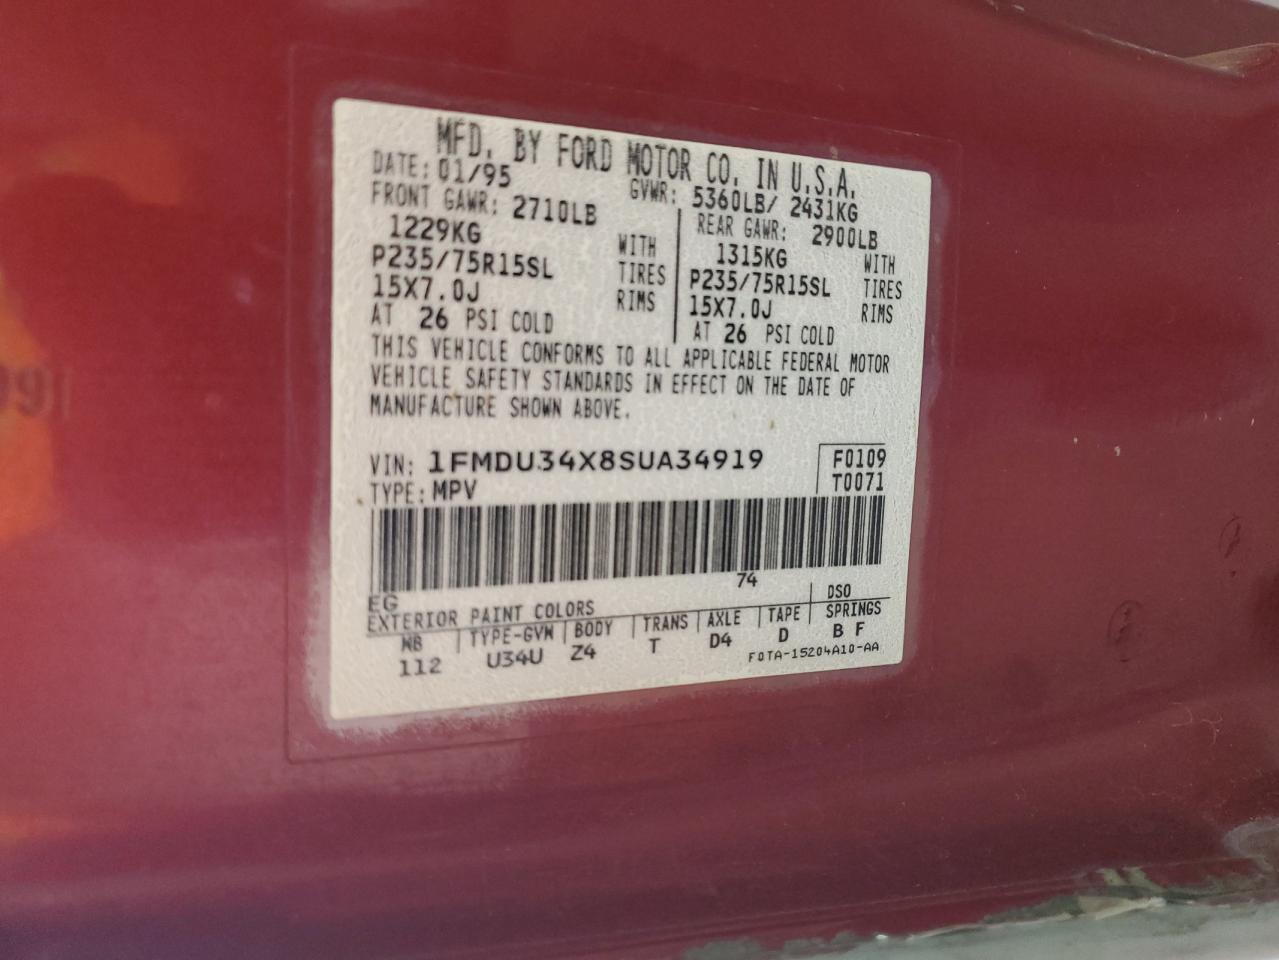 MFD. BY FORD MOTOR CO. IN U.S.A.
DATE: 01/95 GVWR: 5360LB/ 2431KG
FRONT GAWR: 2710LB REAR GAWR: 2900LB
1229KG WITH 1315KG WITH
P235/75R15SL TIRES P235/75R15SL TIRES
15X7.0J RIMS 15X7.0J RIMS
AT 26 PSI COLD AT 26 PSI COLD
THIS VEHICLE CONFORMS TO ALL APPLICABLE FEDERAL MOTOR
VEHICLE SAFETY STANDARDS IN EFFECT ON THE DATE OF
MANUFACTURE SHOWN ABOVE.
VIN: 1FMDU34X8SUA34919 F0109
TYPE: MPV T0071
74
EG DSO
EXTERIOR PAINT COLORS
WB TYPE-GVW BODY TRANS AXLE TAPE SPRINGS
112 U34U Z4 T D4 D B F
F0TA-15204A10-AA